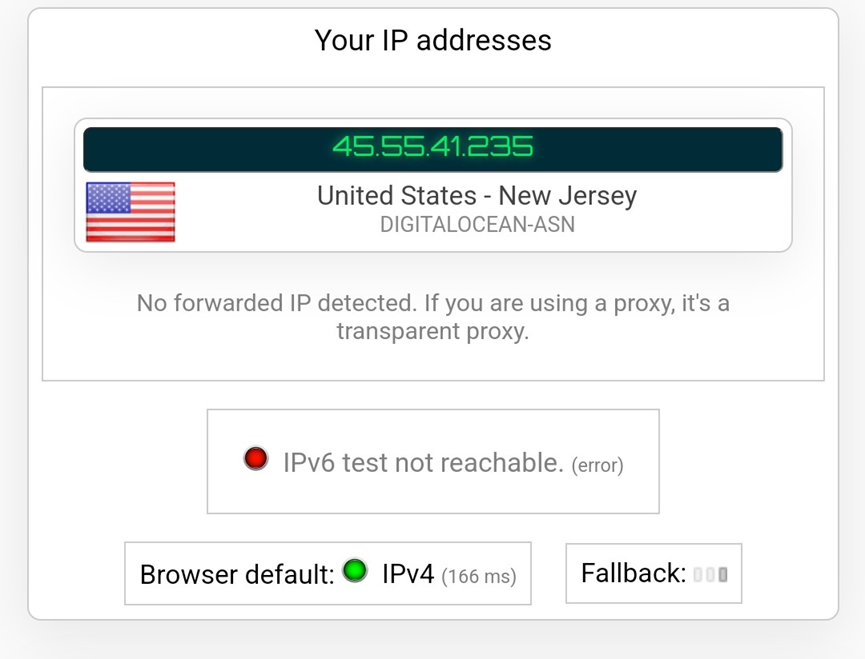 Your IP addresses
45.55.41.235
United States - New Jersey
DIGITALOCEAN-ASN
No forwarded IP detected. If you are using a proxy, it's a
transparent proxy.
IPv6 test not reachable. (error)
Browser default: IPv4 (166 ms)
Fallback: